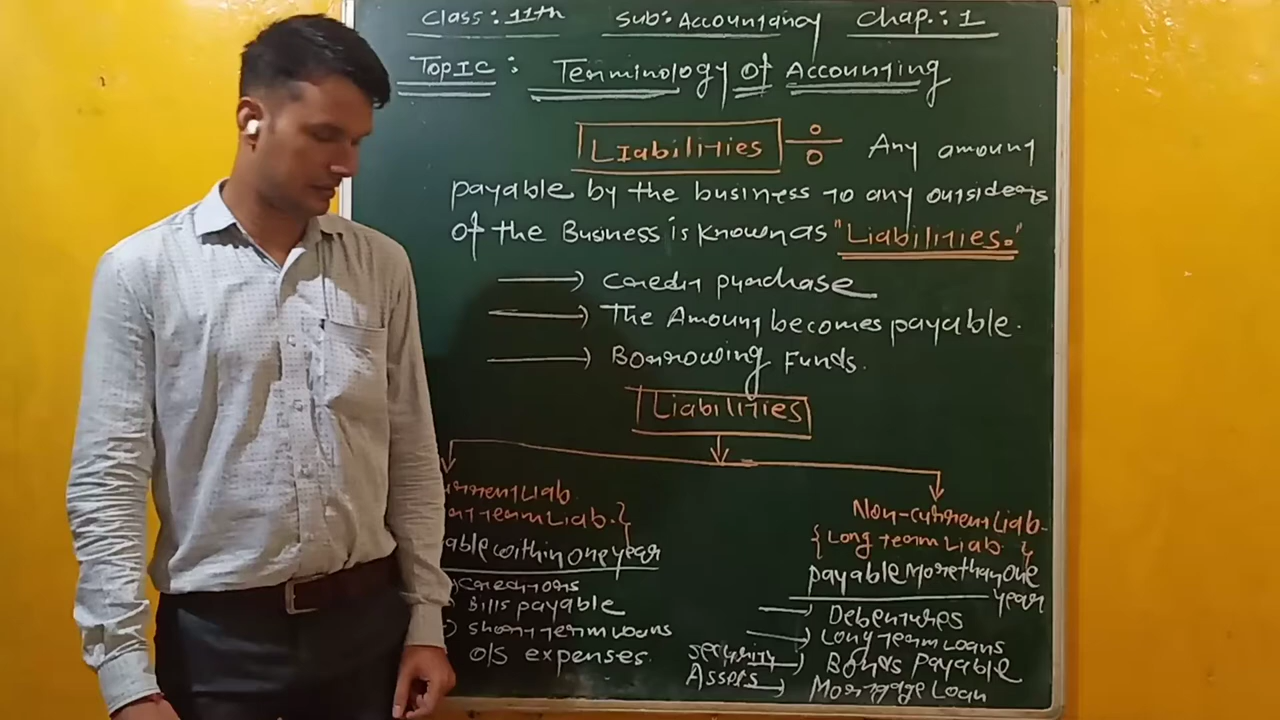 Class: 11th Sub: Accountancy Chap.: 1
Topic: Terminology Of Accounting
Liabilities : Any amount
payable by the business to any outsiders
of the Business is known as "Liabilities."
Credit purchase
The Amount becomes payable.
Borrowing Funds.
Liabilities
urrent Liab.
rt term Liab.}
able within one year
Creditors
Bills payable
Short term Loans
O/S expenses.
Non-current Liab.
{Long term Liab. }
payable More than one
year
Debentures
Long term Loans
Security Bonds Payable
Assets Mortgage Loan